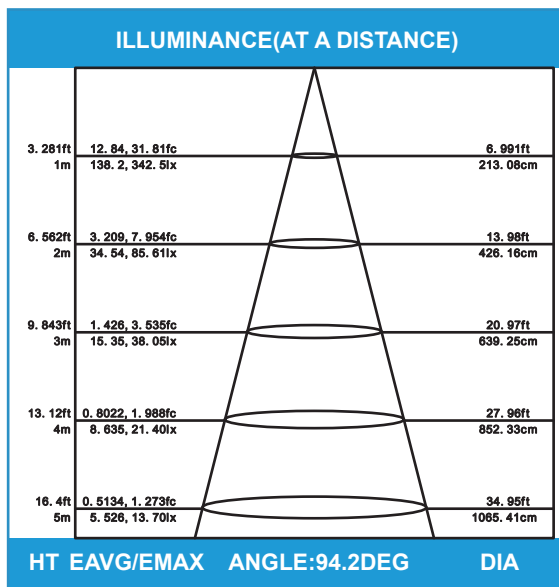 ILLUMINANCE(AT A DISTANCE)
3.281ft 12.84, 31.81fc 6.991ft
1m 138.2, 342.5lx 213.08cm
6.562ft 3.209, 7.954fc 13.98ft
2m 34.54, 85.61lx 426.16cm
9.843ft 1.426, 3.535fc 20.97ft
3m 15.35, 38.05lx 639.25cm
13.12ft 0.8022, 1.988fc 27.96ft
4m 8.635, 21.40lx 852.33cm
16.4ft 0.5134, 1.273fc 34.95ft
5m 5.526, 13.70lx 1065.41cm
HT EAVG/EMAX ANGLE:94.2DEG DIA